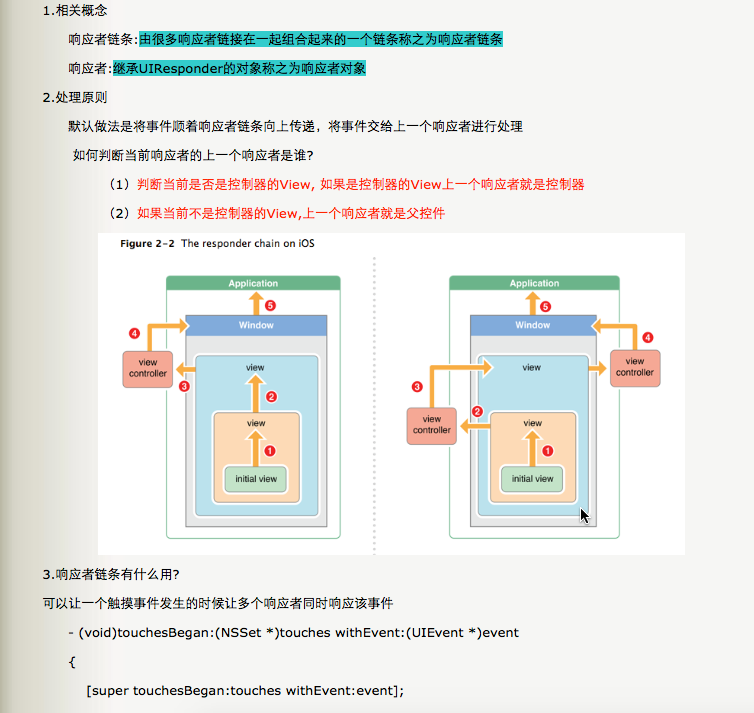 1.相关概念
响应者链条:由很多响应者链接在一起组合起来的一个链条称之为响应者链条
响应者:继承UIResponder的对象称之为响应者对象
2.处理原则
默认做法是将事件顺着响应者链条向上传递，将事件交给上一个响应者进行处理
如何判断当前响应者的上一个响应者是谁?
（1）判断当前是否是控制器的View, 如果是控制器的View上一个响应者就是控制器
（2）如果当前不是控制器的View,上一个响应者就是父控件
Figure 2-2 The responder chain on iOS
Application
5
4
Window
view
controller
3
view
2
view
1
initial view
Application
5
Window
4
view
controller
view
3
2
view
controller
view
1
initial view
3.响应者链条有什么用?
可以让一个触摸事件发生的时候让多个响应者同时响应该事件
- (void)touchesBegan:(NSSet *)touches withEvent:(UIEvent *)event
{
[super touchesBegan:touches withEvent:event];